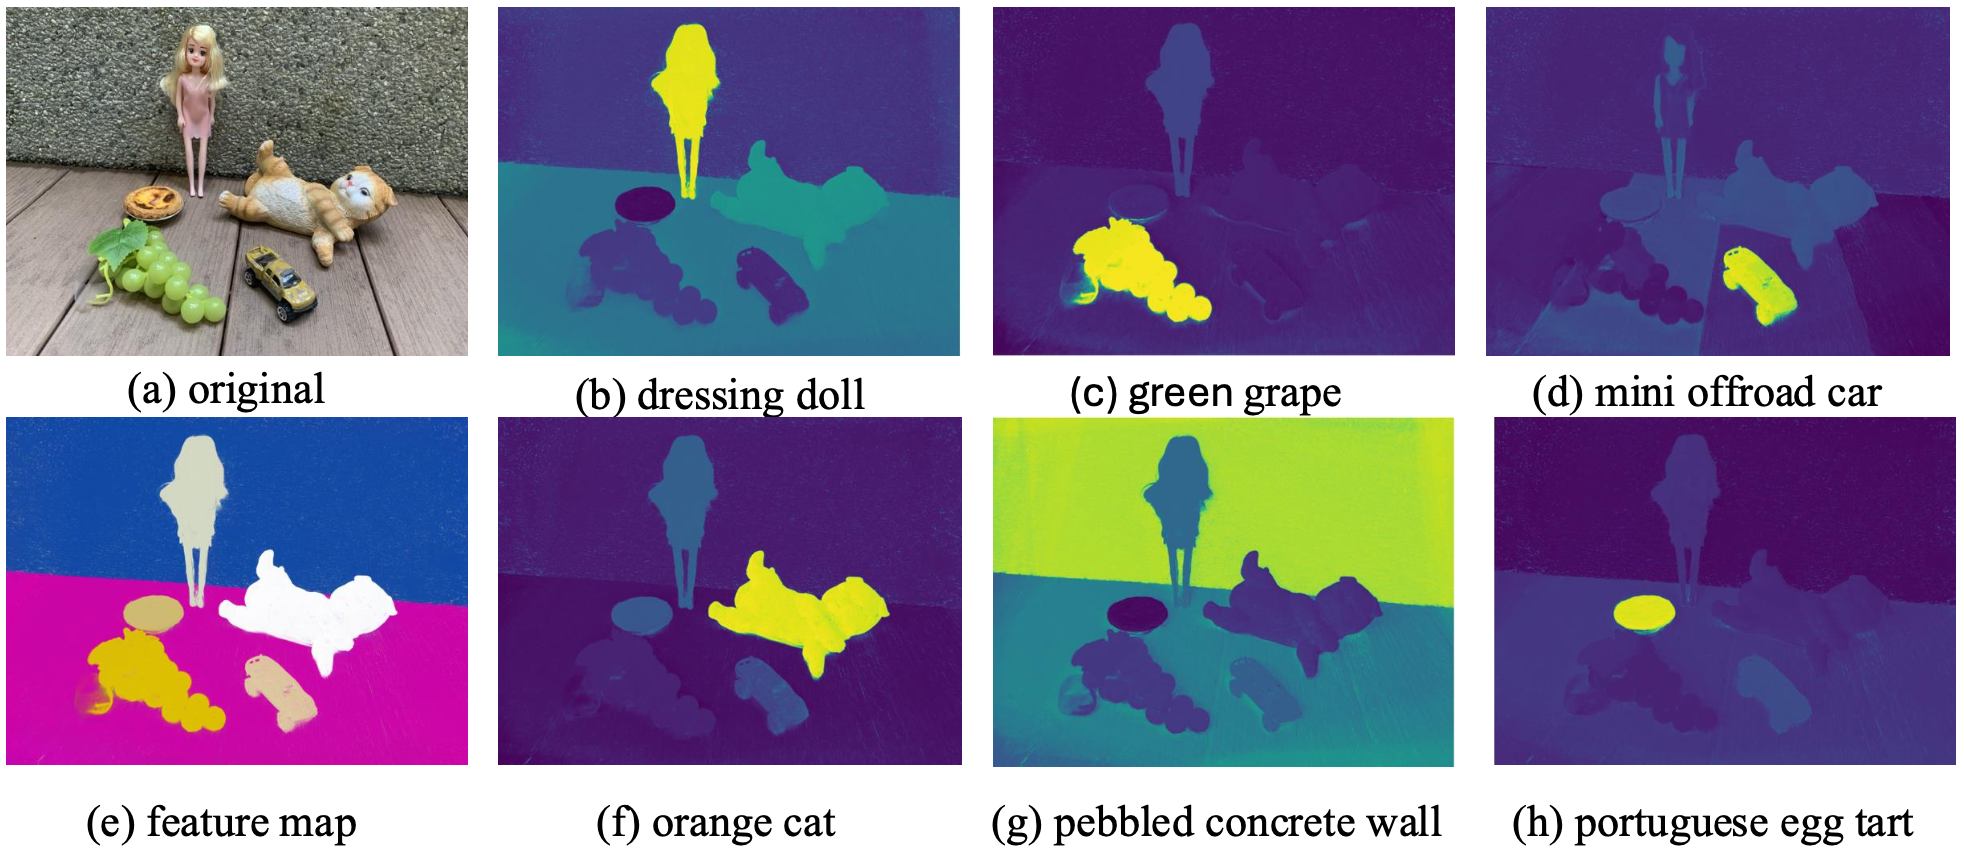 (a) original
(b) dressing doll
(c) green grape
(d) mini offroad car
(e) feature map
(f) orange cat
(g) pebbled concrete wall
(h) portuguese egg tart